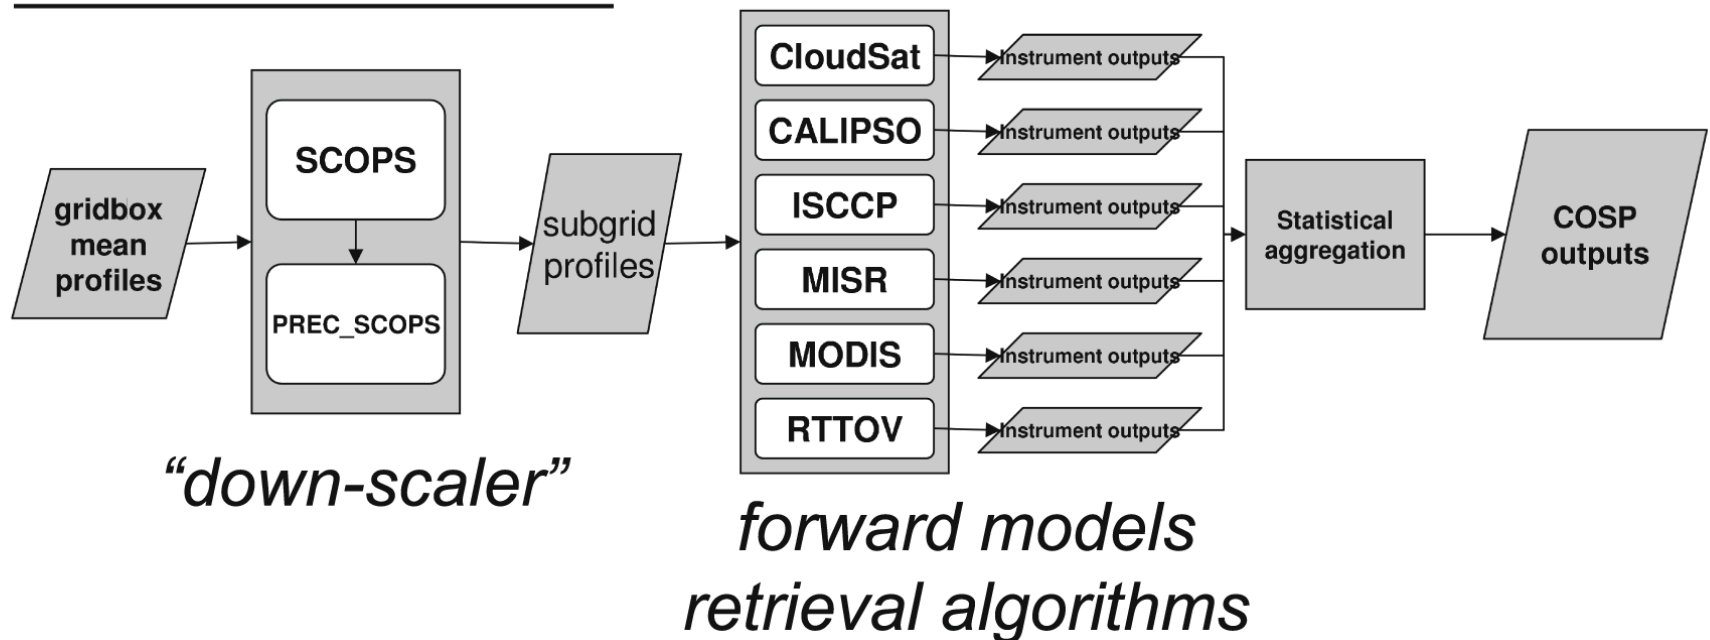 gridbox
mean
profiles
SCOPS
PREC_SCOPS
“down-scaler”
subgrid
profiles
CloudSat
CALIPSO
ISCCP
MISR
MODIS
RTTOV
forward models
retrieval algorithms
Instrument outputs
Instrument outputs
Instrument outputs
Instrument outputs
Instrument outputs
Instrument outputs
Statistical
aggregation
COSP
outputs